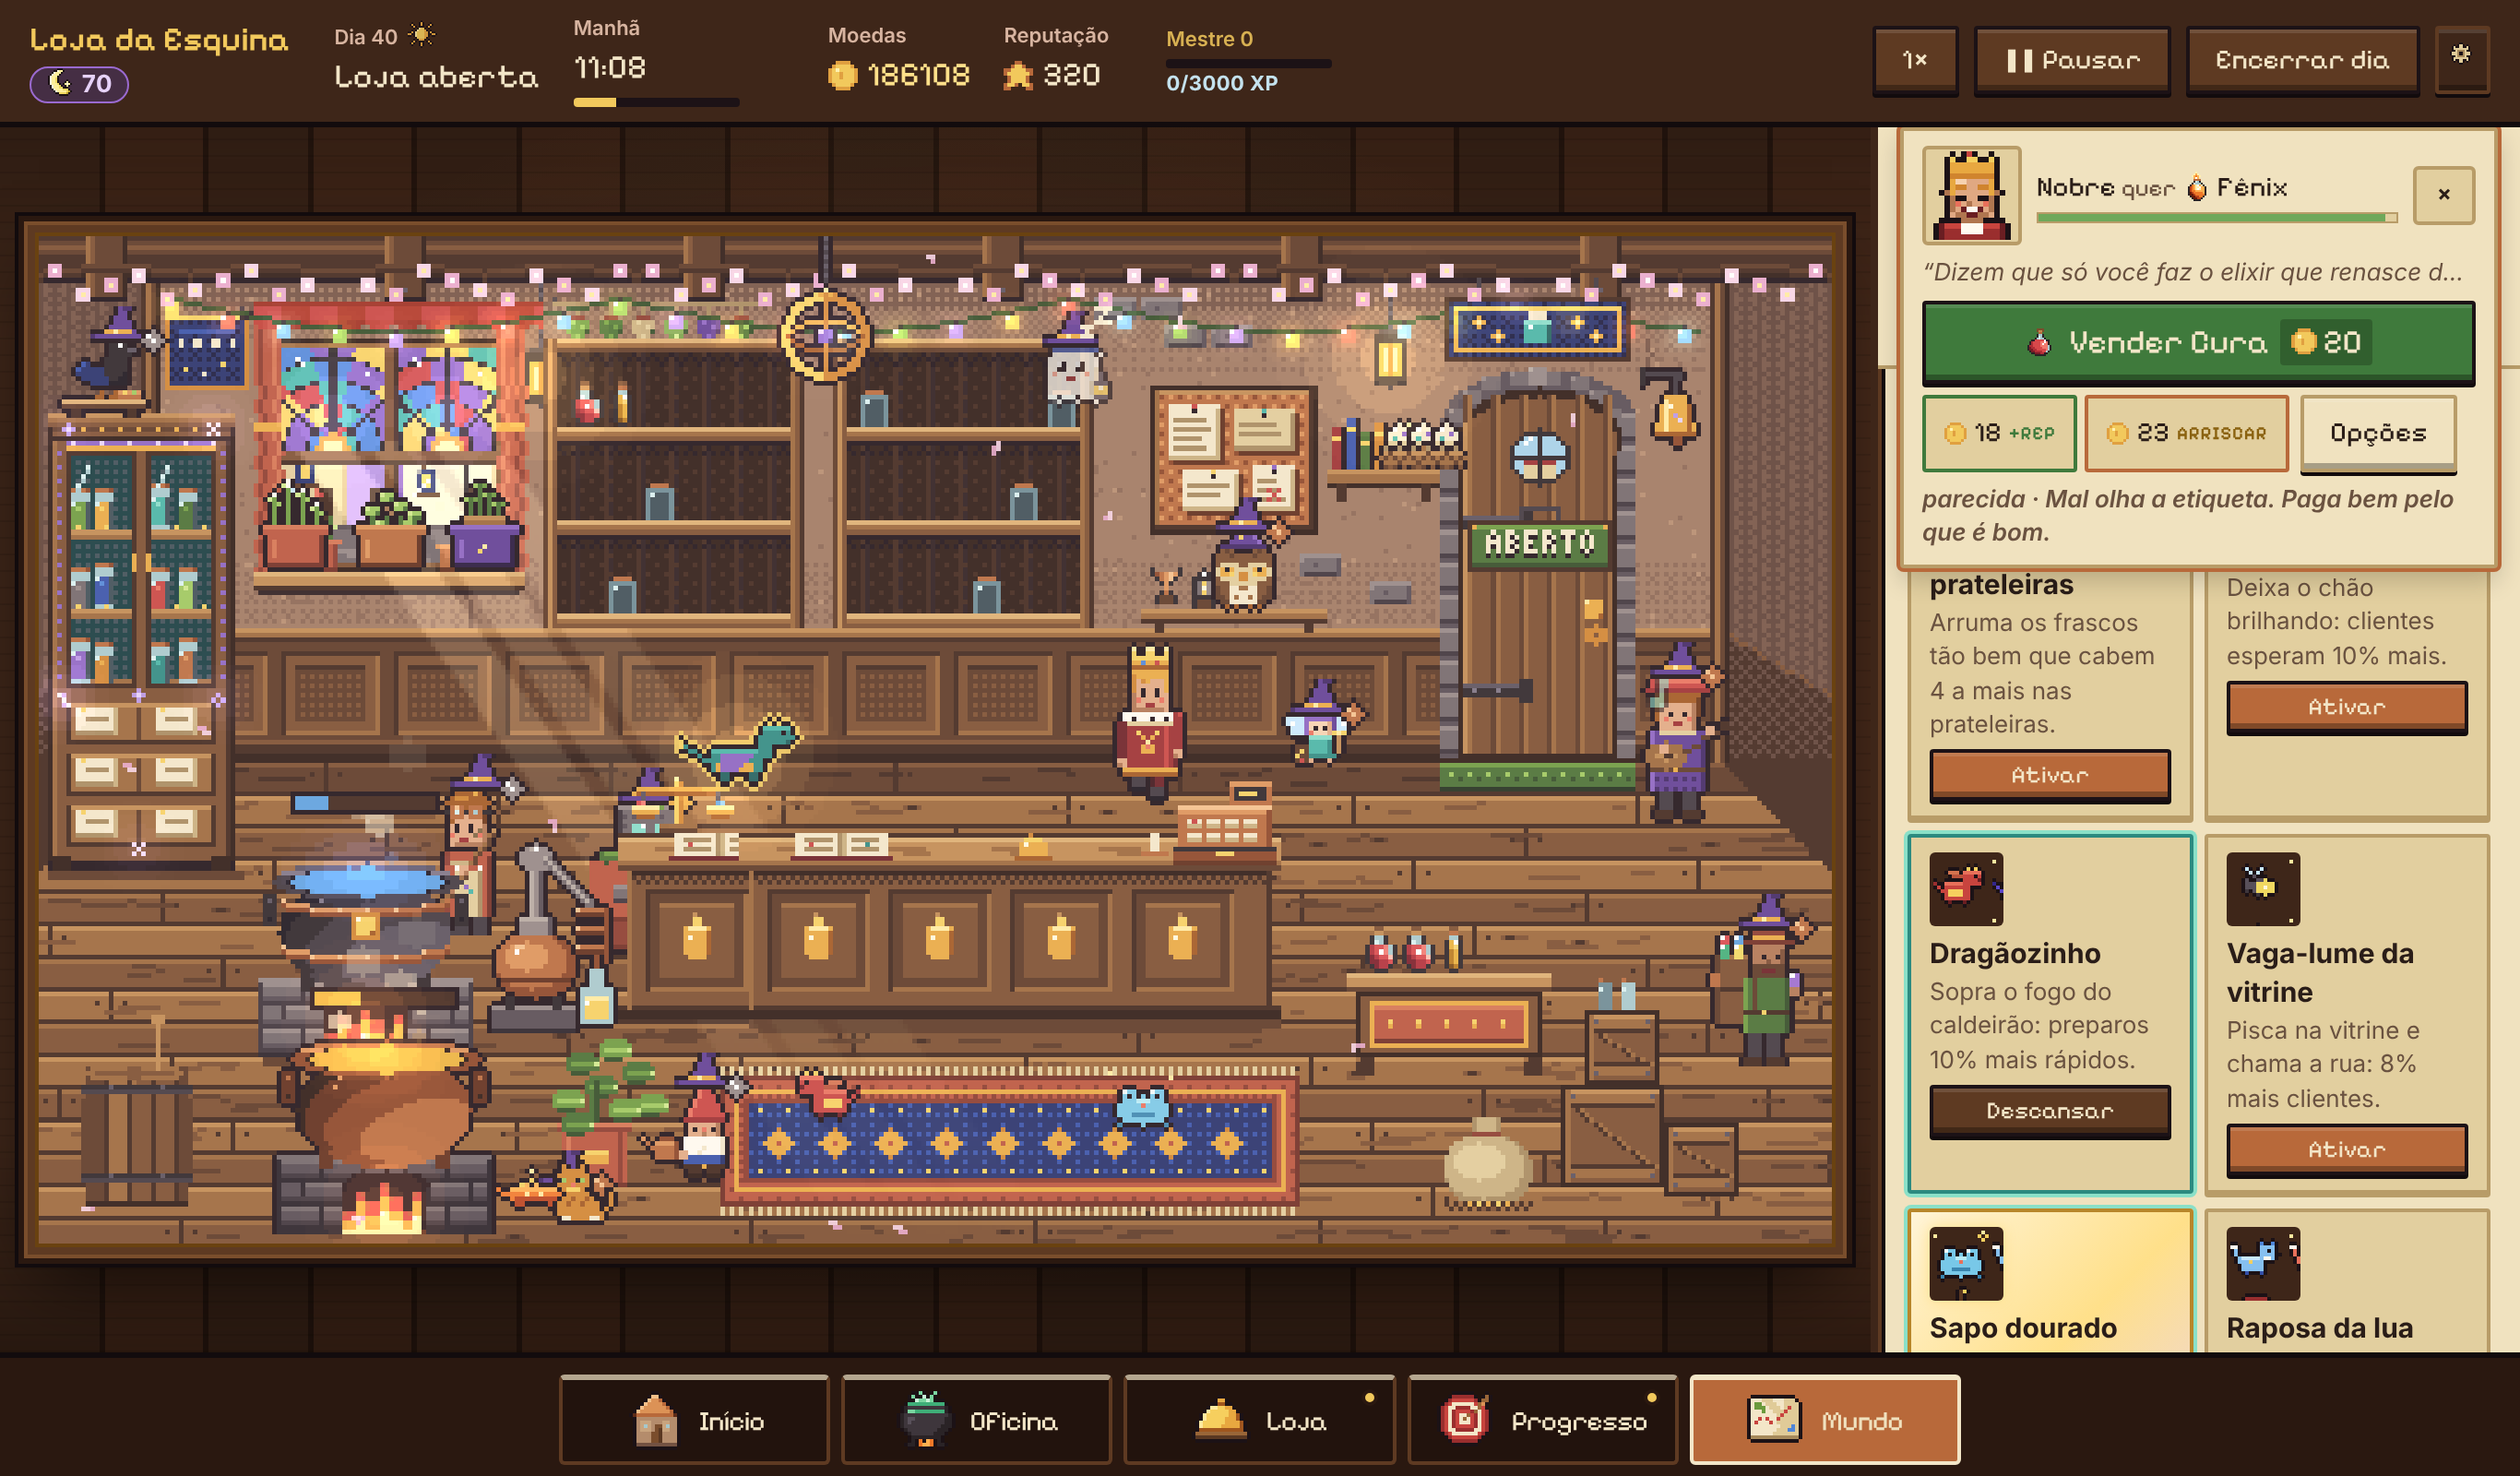 Loja da Esquina
70
Dia 40
Loja aberta
Manhã
11:08
Moedas
186108
Reputação
320
Mestre 0
0/3000 XP
1×
Pausar
Encerrar dia
Nobre quer Fênix
×
“Dizem que só você faz o elixir que renasce d...
Vender Cura 20
18 +REP
23 ARRISCAR
Opções
parecida · Mal olha a etiqueta. Paga bem pelo
que é bom.
prateleiras
Arruma os frascos
tão bem que cabem
4 a mais nas
prateleiras.
Ativar
Deixa o chão
brilhando: clientes
esperam 10% mais.
Ativar
Dragãozinho
Sopra o fogo do
caldeirão: preparos
10% mais rápidos.
Descansar
Vaga-lume da
vitrine
Pisca na vitrine e
chama a rua: 8%
mais clientes.
Ativar
Sapo dourado
Raposa da lua
ABERTO
Início
Oficina
Loja
Progresso
Mundo